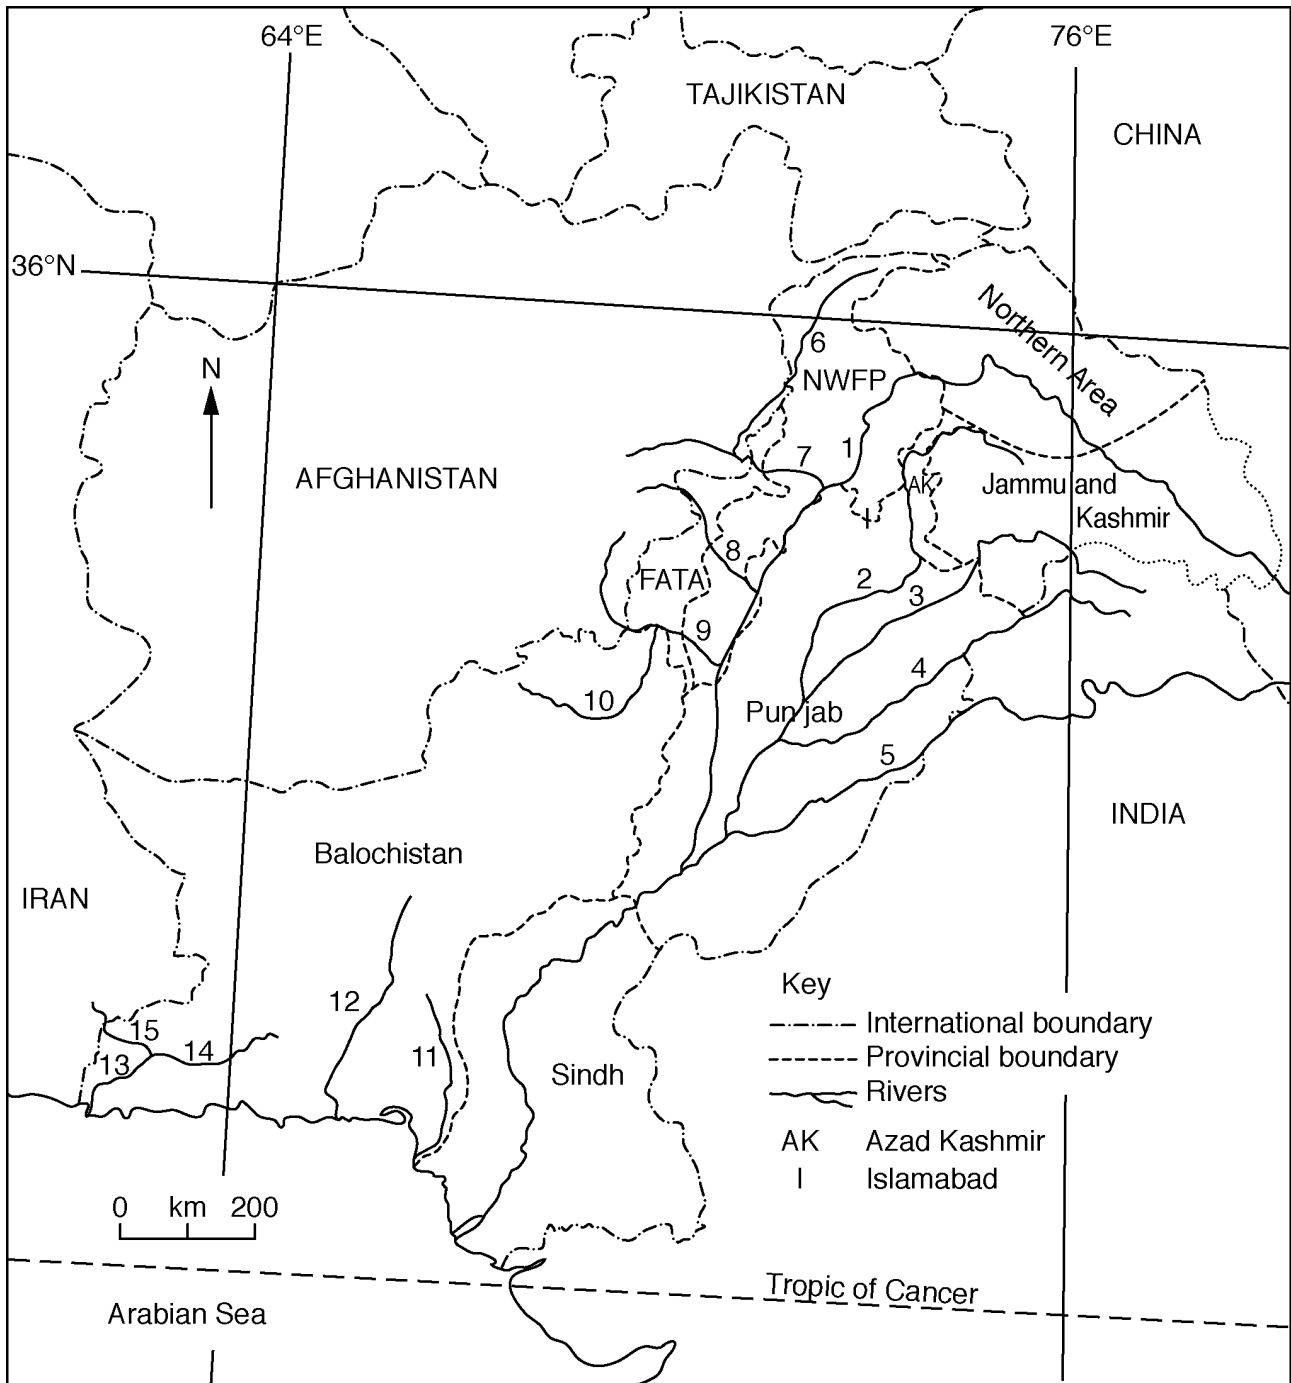 64°E
76°E
TAJIKISTAN
CHINA
36°N
Northern Area
6
N
NWFP
1
7
AFGHANISTAN
AK
Jammu and
Kashmir
I
8
FATA
2
3
9
4
10
Punjab
5
INDIA
Balochistan
IRAN
Key
12
15
International boundary
14
11
13
Provincial boundary
Sindh
Rivers
AK Azad Kashmir
I Islamabad
0 km 200
Tropic of Cancer
Arabian Sea